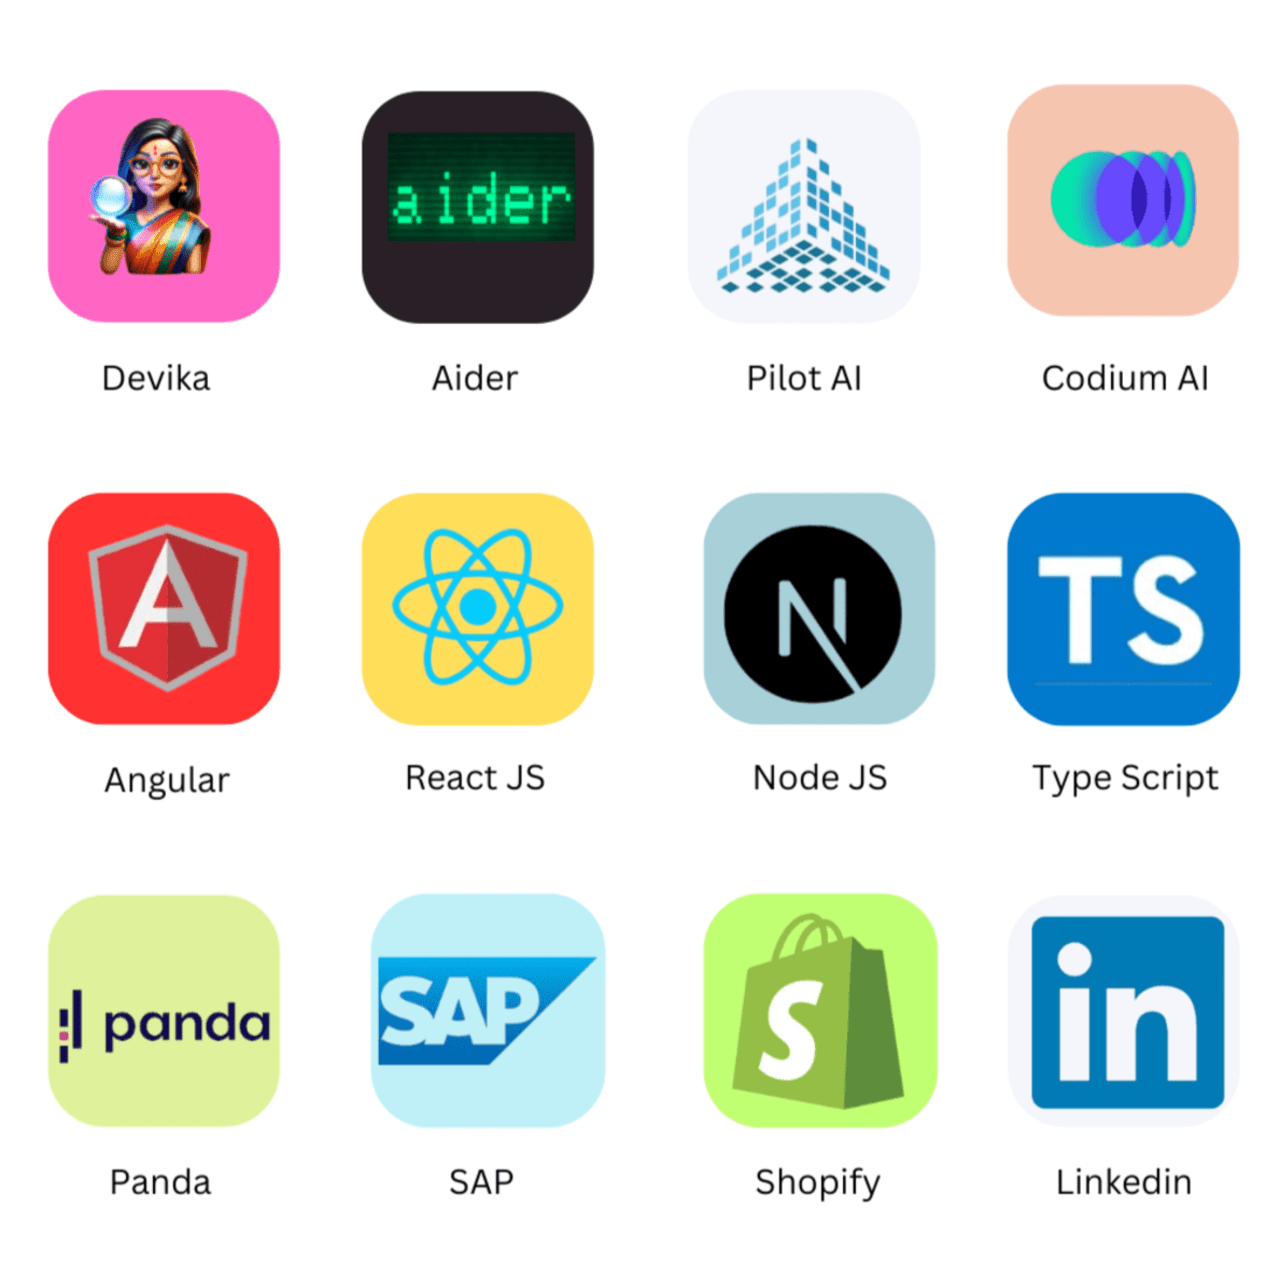 aider
Devika
Aider
Pilot AI
Codium AI
A
N
TS
Angular
React JS
Node JS
Type Script
panda
SAP
S
in
Panda
SAP
Shopify
Linkedin